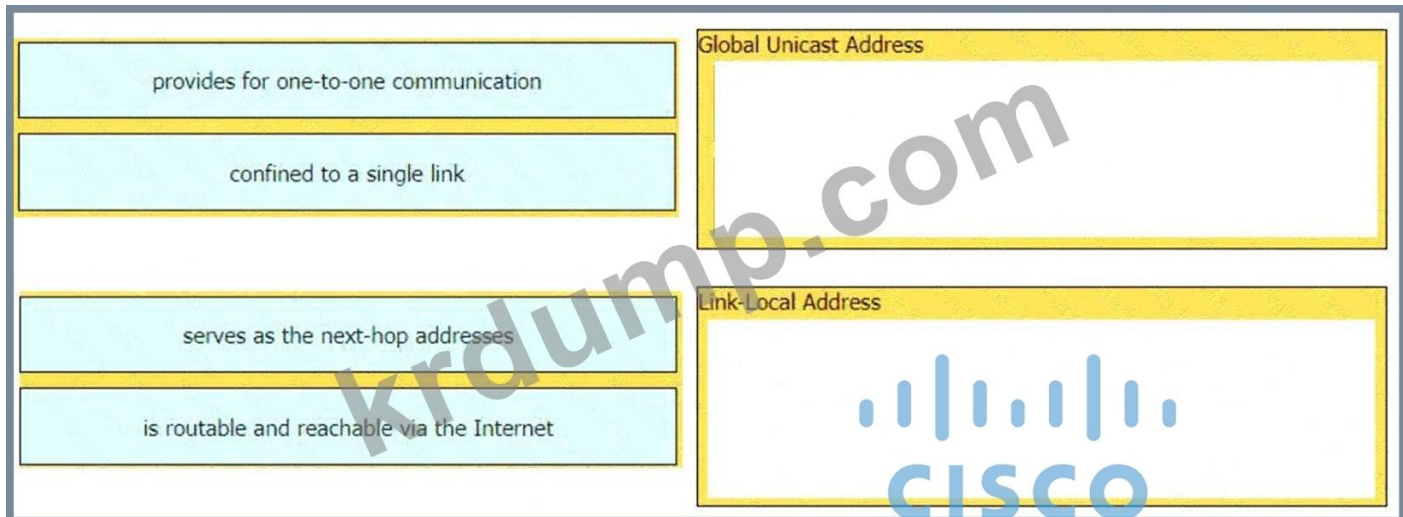 provides for one-to-one communication
confined to a single link
serves as the next-hop addresses
is routable and reachable via the Internet
Global Unicast Address
Link-Local Address
krdump.com
CISCO